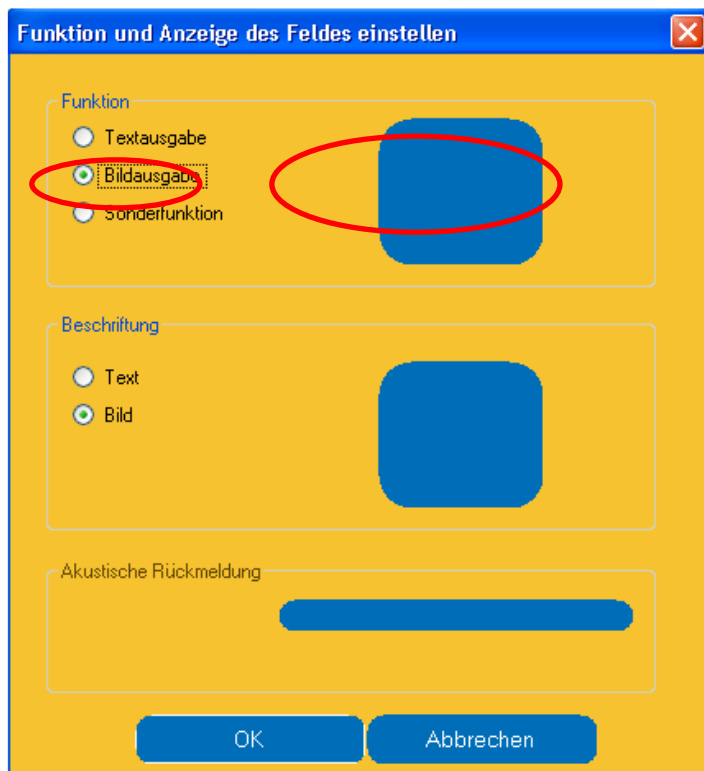 Funktion und Anzeige des Feldes einstellen
Funktion
Textausgabe
Bildausgabe
Sonderfunktion
Beschriftung
Text
Bild
Akustische Rückmeldung
OK
Abbrechen